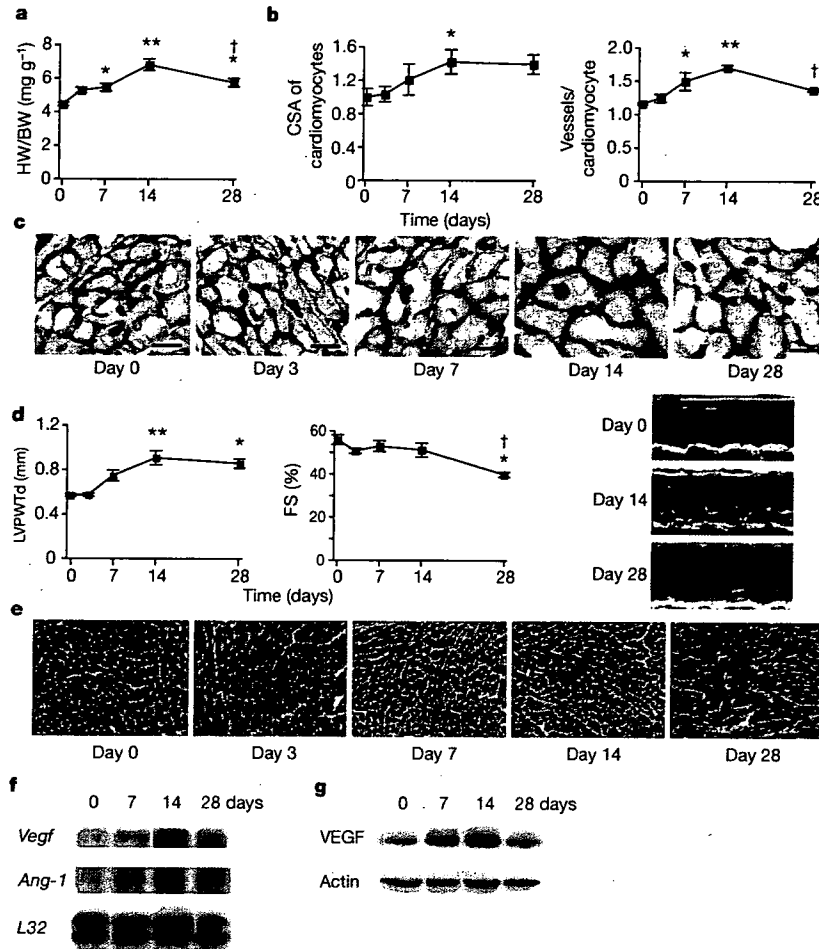 a
HW/BW (mg g⁻¹)
8
6
4
2
0
*
**
†
*
0 7 14 28
b
CSA of
cardiomyocytes
1.6
1.2
0.8
0.4
0
*
0 7 14 28
Vessels/
cardiomyocyte
2.0
1.5
1.0
0.5
0
*
**
†
0 7 14 28
Time (days)
c
Day 0 Day 3 Day 7 Day 14 Day 28
d
LVPWTd (mm)
1.2
0.8
0.4
0
**
*
0 7 14 28
FS (%)
60
40
20
0
†
*
0 7 14 28
Time (days)
Day 0
Day 14
Day 28
e
Day 0 Day 3 Day 7 Day 14 Day 28
f
0 7 14 28 days
Vegf
Ang-1
L32
g
0 7 14 28 days
VEGF
Actin